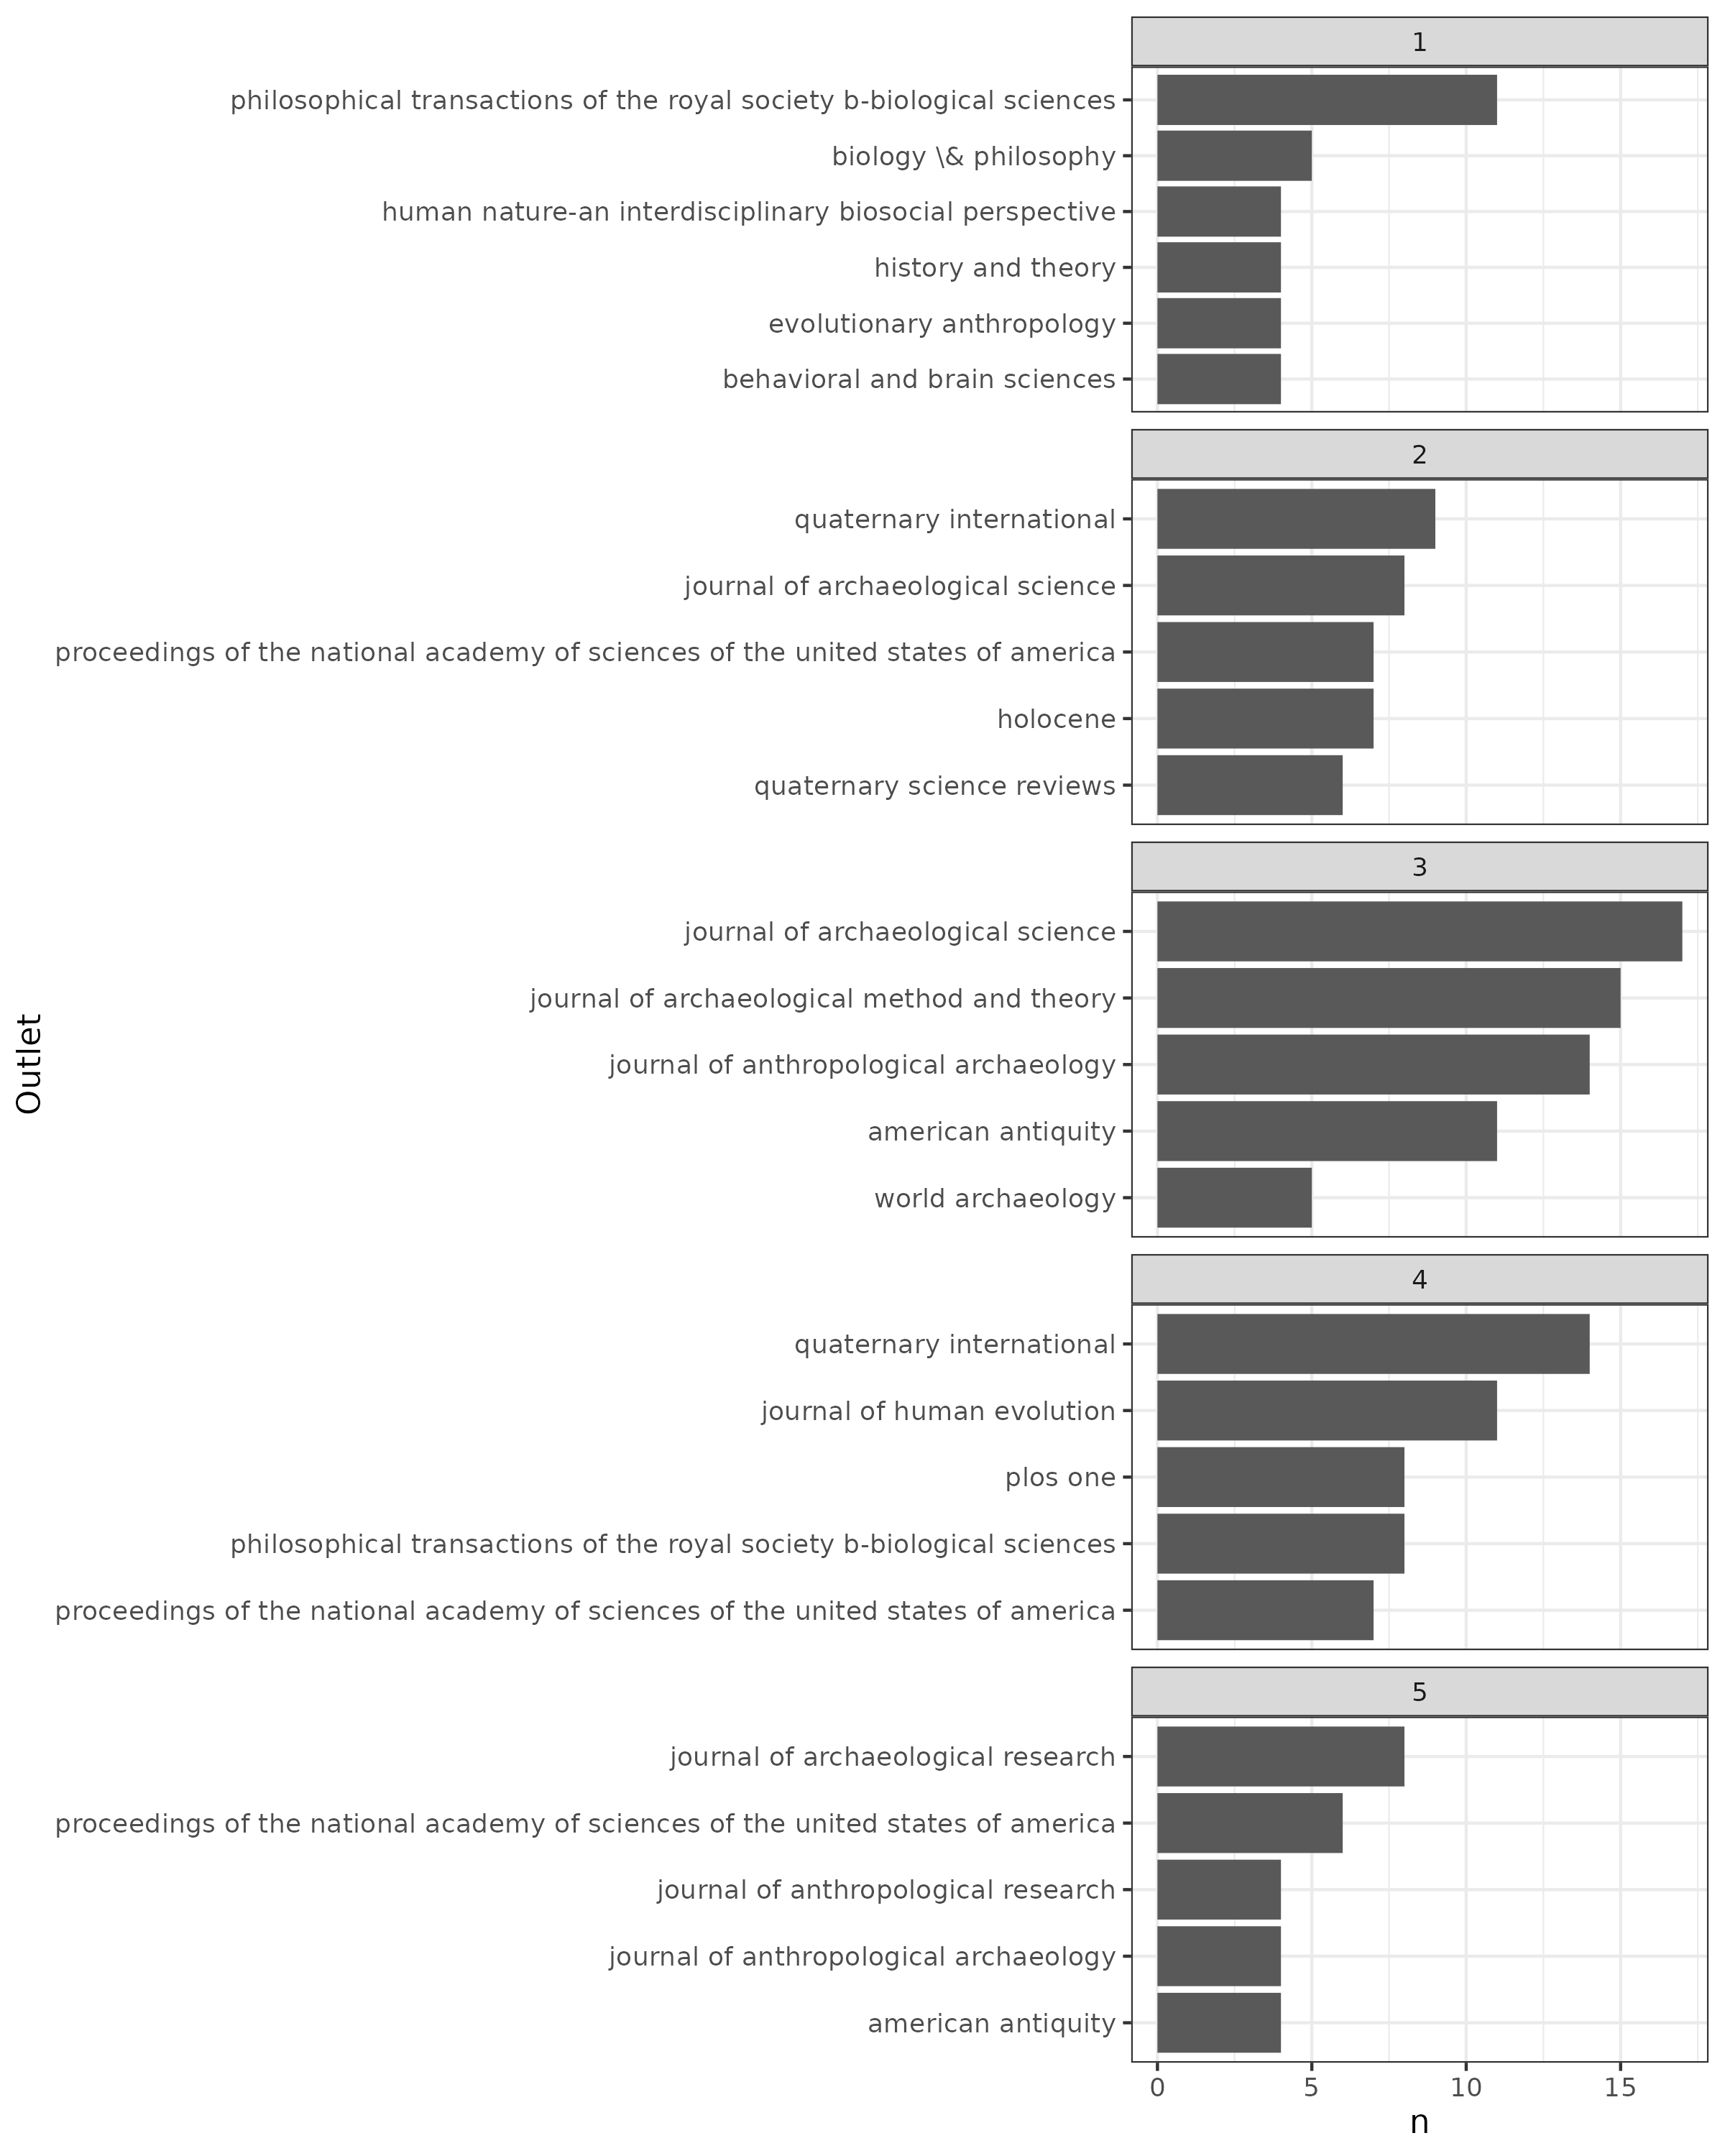 1
philosophical transactions of the royal society b-biological sciences
biology \& philosophy
human nature-an interdisciplinary biosocial perspective
history and theory
evolutionary anthropology
behavioral and brain sciences
2
quaternary international
journal of archaeological science
proceedings of the national academy of sciences of the united states of america
holocene
quaternary science reviews
3
journal of archaeological science
journal of archaeological method and theory
journal of anthropological archaeology
american antiquity
world archaeology
Outlet
4
quaternary international
journal of human evolution
plos one
philosophical transactions of the royal society b-biological sciences
proceedings of the national academy of sciences of the united states of america
5
journal of archaeological research
proceedings of the national academy of sciences of the united states of america
journal of anthropological research
journal of anthropological archaeology
american antiquity
0 5 10 15
n